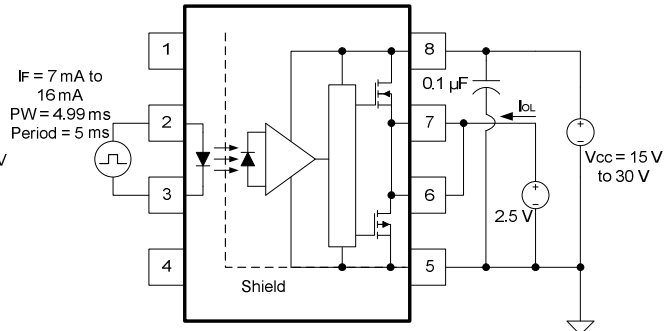 IF = 7 mA to
16 mA
PW = 4.99 ms
Period = 5 ms
V
1
2
3
4
Shield
8
7
6
5
0.1 µF
IOL
2.5 V
VCC = 15 V
to 30 V
+
−
+
−